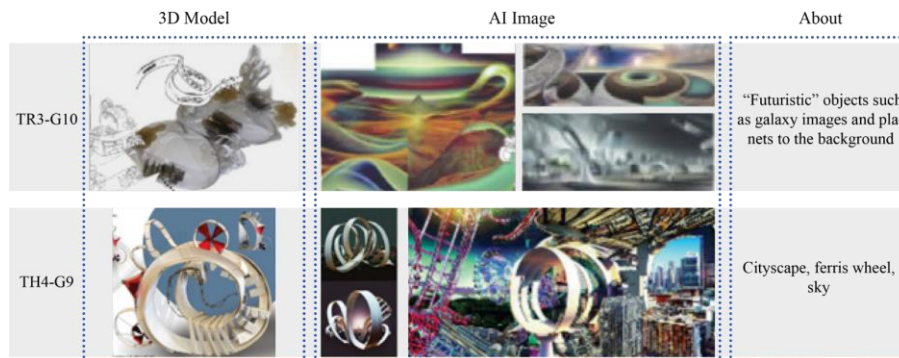 3D Model
AI Image
About
TR3-G10
“Futuristic” objects such
as galaxy images and pla-
nets to the background
TH4-G9
Cityscape, ferris wheel,
sky